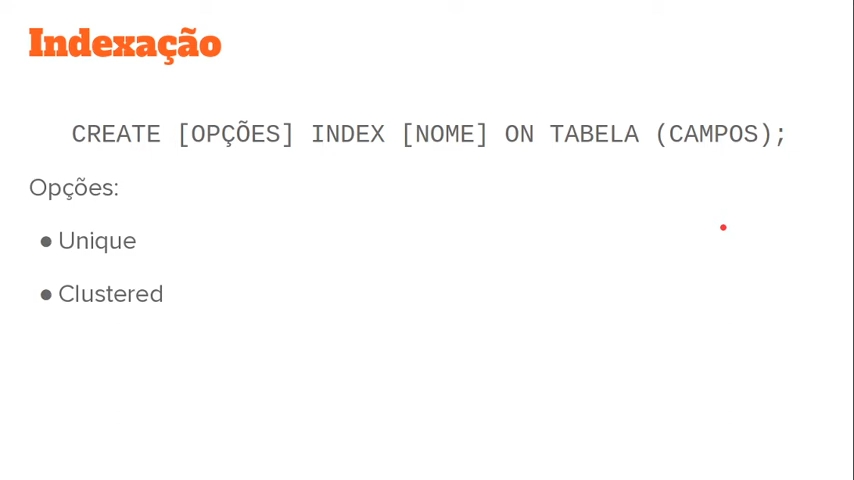 Indexação
CREATE [OPÇÕES] INDEX [NOME] ON TABELA (CAMPOS);
Opções:
● Unique
● Clustered